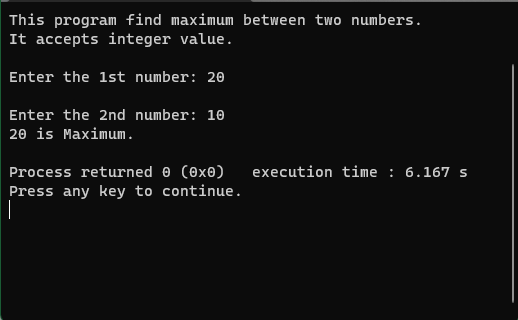 This program find maximum between two numbers.
It accepts integer value.
Enter the 1st number: 20
Enter the 2nd number: 10
20 is Maximum.
Process returned 0 (0x0)   execution time : 6.167 s
Press any key to continue.